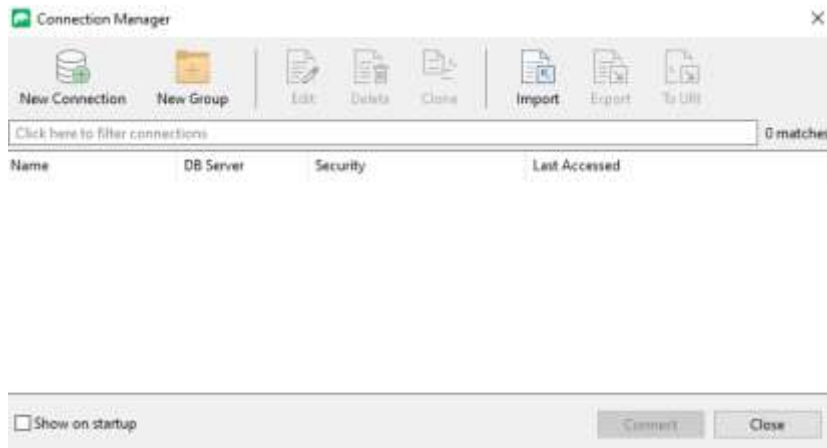 Connection Manager
New Connection New Group Edit Delete Clone Import Export To URI
Click here to filter connections 0 matches
Name DB Server Security Last Accessed
Show on startup Connect Close